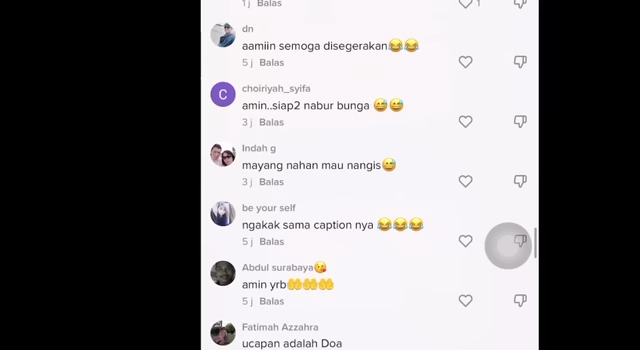 1 j Balas 1
dn
aamiin semoga disegerakan😂😂
5 j Balas
C
choiriyah_syifa
amin..siap2 nabur bunga 😅😅
3 j Balas
Indah g
mayang nahan mau nangis😅
3 j Balas
be your self
ngakak sama caption nya 😂😂😂
5 j Balas
Abdul surabaya😘
amin yrb🤲🤲🤲
5 j Balas
Fatimah Azzahra
ucapan adalah Doa